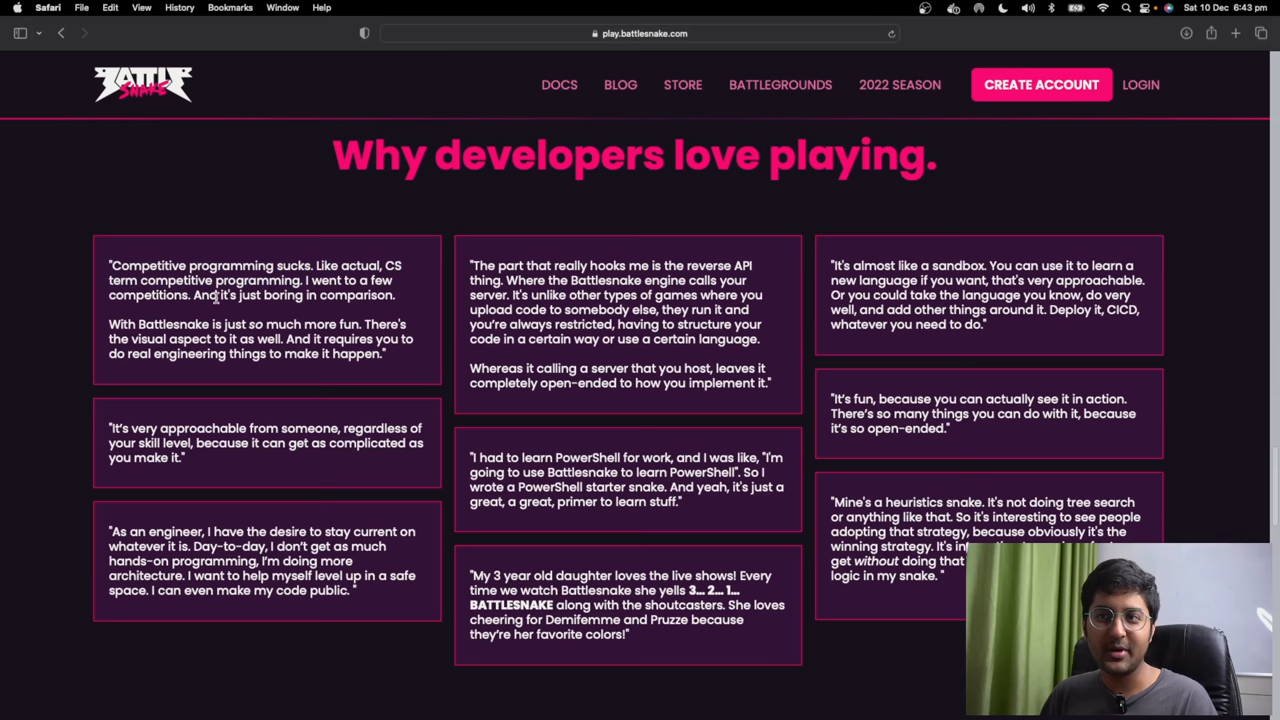 Safari File Edit View History Bookmarks Window Help Sat 10 Dec 6:43 pm
play.battlesnake.com
BATTLE
SNAKE
DOCS BLOG STORE BATTLEGROUNDS 2022 SEASON CREATE ACCOUNT LOGIN
Why developers love playing.
"Competitive programming sucks. Like actual, CS
term competitive programming. I went to a few
competitions. And it's just boring in comparison.
With Battlesnake is just so much more fun. There's
the visual aspect to it as well. And it requires you to
do real engineering things to make it happen."
"It's very approachable from someone, regardless of
your skill level, because it can get as complicated as
you make it."
"As an engineer, I have the desire to stay current on
whatever it is. Day-to-day, I don't get as much
hands-on programming, I'm doing more
architecture. I want to help myself level up in a safe
space. I can even make my code public. "
"The part that really hooks me is the reverse API
thing. Where the Battlesnake engine calls your
server. It's unlike other types of games where you
upload code to somebody else, they run it and
you're always restricted, having to structure your
code in a certain way or use a certain language.
Whereas it calling a server that you host, leaves it
completely open-ended to how you implement it."
"I had to learn PowerShell for work, and I was like, "I'm
going to use Battlesnake to learn PowerShell". So I
wrote a PowerShell starter snake. And yeah, it's just a
great, a great, primer to learn stuff."
"My 3 year old daughter loves the live shows! Every
time we watch Battlesnake she yells 3... 2... 1...
BATTLESNAKE along with the shoutcasters. She loves
cheering for Demifemme and Pruzze because
they're her favorite colors!"
"It's almost like a sandbox. You can use it to learn a
new language if you want, that's very approachable.
Or you could take the language you know, do very
well, and add other things around it. Deploy it, CICD,
whatever you need to do."
"It's fun, because you can actually see it in action.
There's so many things you can do with it, because
it's so open-ended."
"Mine's a heuristics snake. It's not doing tree search
or anything like that. So it's interesting to see people
adopting that strategy, because obviously it's the
winning strategy. It's
get without doing that
logic in my snake. "